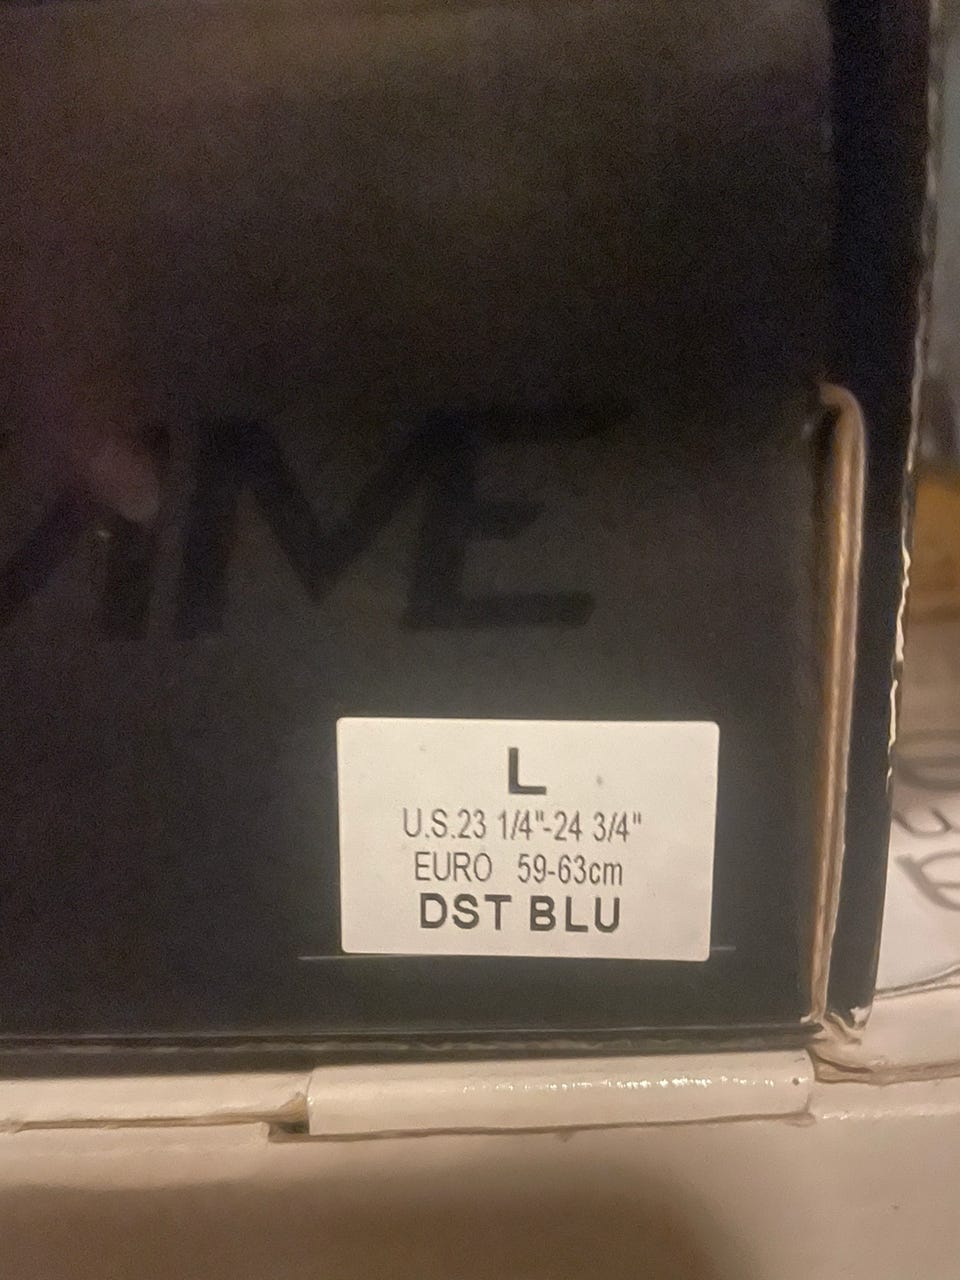 L
U.S.23 1/4"-24 3/4"
EURO 59-63cm
DST BLU